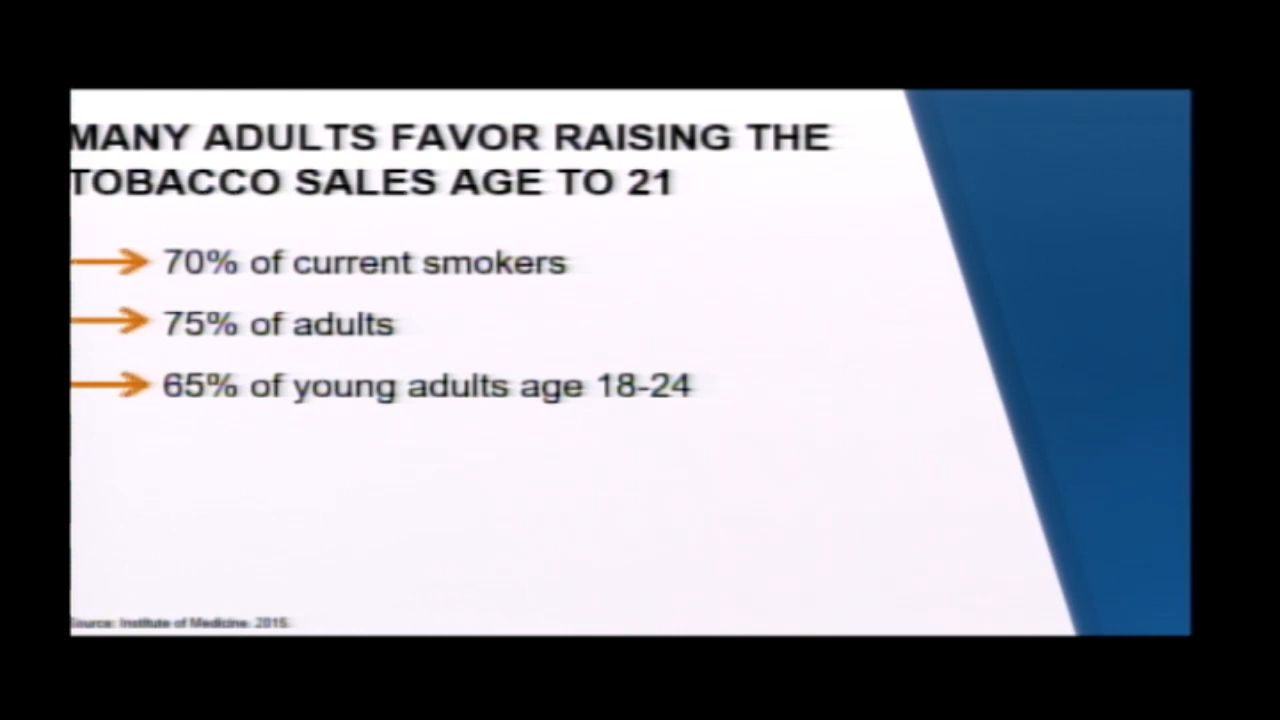 MANY ADULTS FAVOR RAISING THE
TOBACCO SALES AGE TO 21
70% of current smokers
75% of adults
65% of young adults age 18-24
Source: Institute of Medicine. 2015.